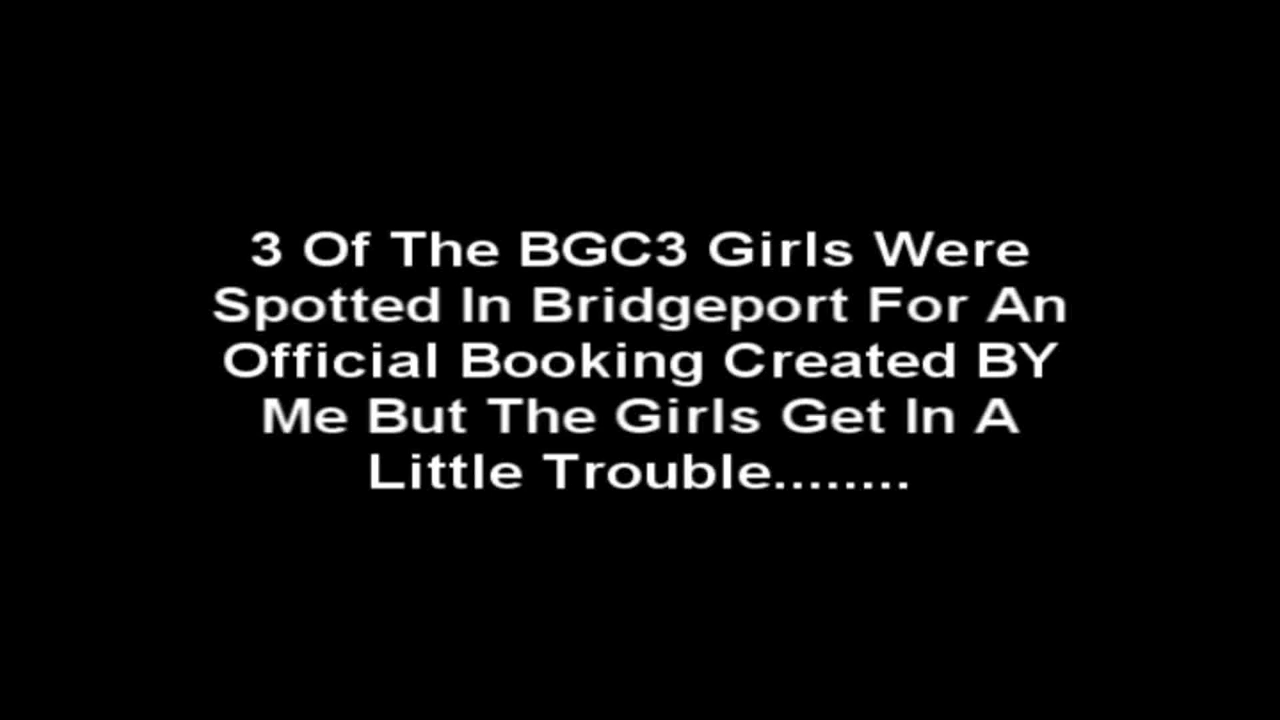 3 Of The BGC3 Girls Were
Spotted In Bridgeport For An
Official Booking Created BY
Me But The Girls Get In A
Little Trouble........